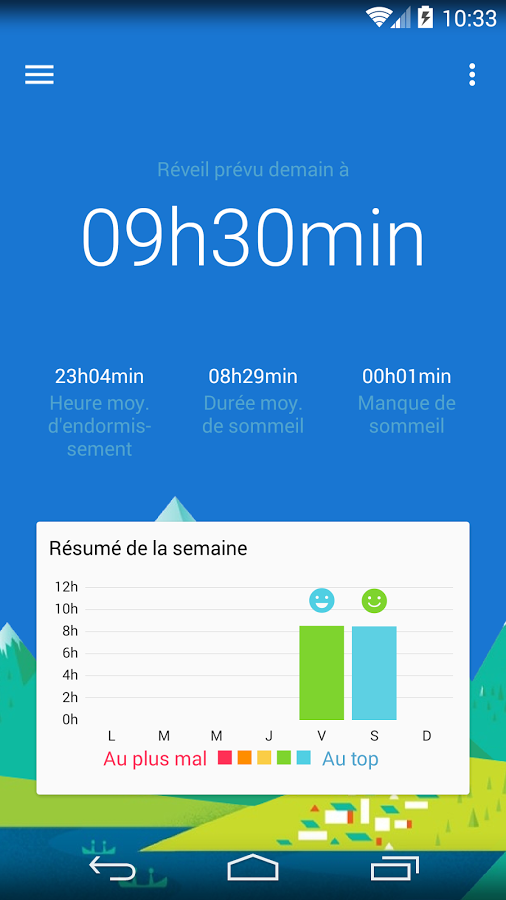 10:33
Réveil prévu demain à
09h30min
23h04min
Heure moy.
d'endormis-
sement
08h29min
Durée moy.
de sommeil
00h01min
Manque de
sommeil
Résumé de la semaine
12h
10h
8h
6h
4h
2h
0h
L M M J V S D
Au plus mal Au top